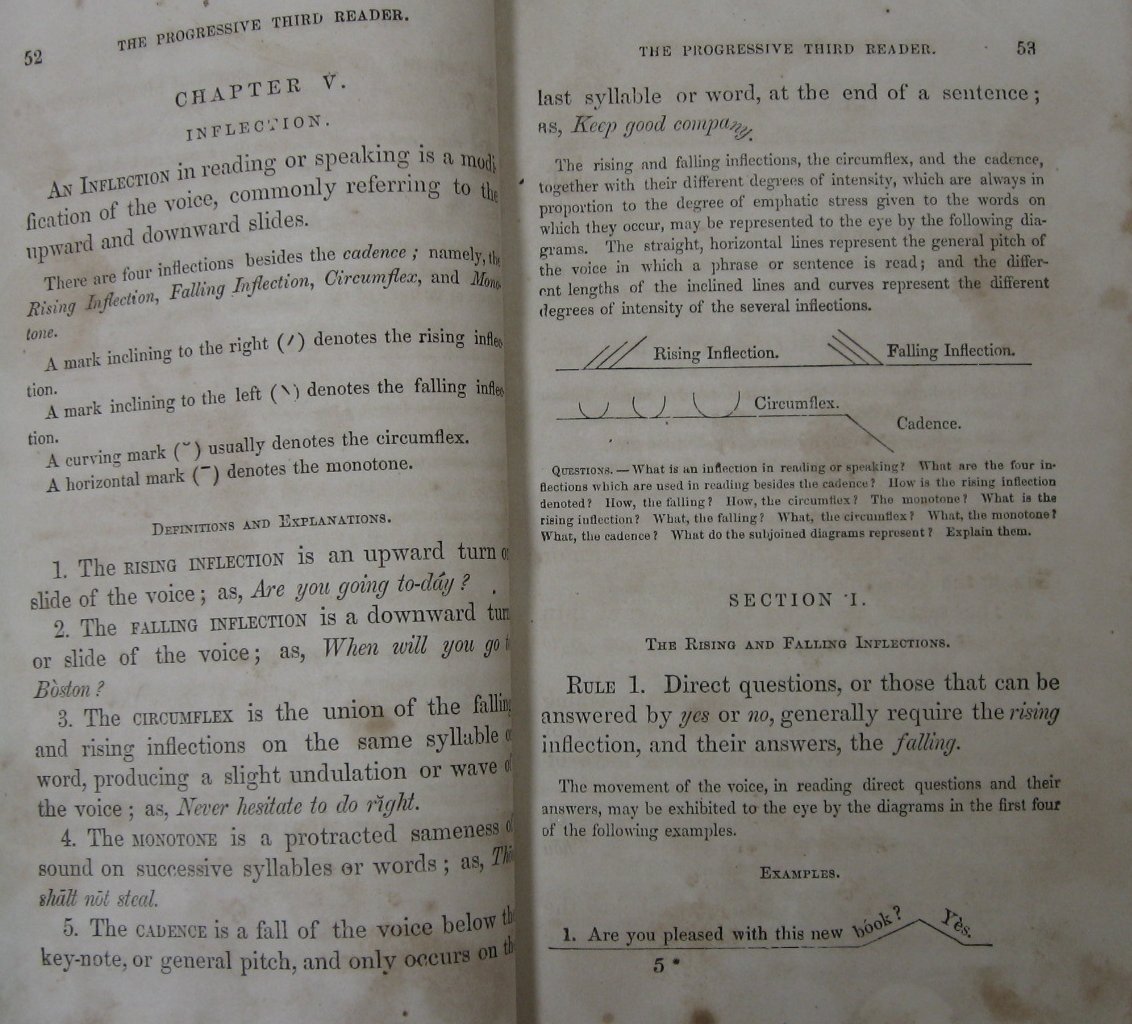 52
THE PROGRESSIVE THIRD READER.
CHAPTER V.
INFLECTION.
AN INFLECTION in reading or speaking is a modi-
fication of the voice, commonly referring to the
upward and downward slides.
There are four inflections besides the cadence; namely, the
Rising Inflection, Falling Inflection, Circumflex, and Mono-
tone.
A mark inclining to the right (ˊ) denotes the rising inflec-
tion.
A mark inclining to the left (ˋ) denotes the falling inflec-
tion.
A curving mark (˘) usually denotes the circumflex.
A horizontal mark (¯) denotes the monotone.
DEFINITIONS AND EXPLANATIONS.
1. The RISING INFLECTION is an upward turn or
slide of the voice; as, Are you going to-dáy?
2. The FALLING INFLECTION is a downward turn
or slide of the voice; as, When will you go to
Bòston?
3. The CIRCUMFLEX is the union of the falling
and rising inflections on the same syllable or
word, producing a slight undulation or wave of
the voice; as, Never hesitate to do rĭght.
4. The MONOTONE is a protracted sameness of
sound on successive syllables or words; as, Thōu
shālt nōt steal.
5. The CADENCE is a fall of the voice below the
key-note, or general pitch, and only occurs on the
THE PROGRESSIVE THIRD READER.
53
last syllable or word, at the end of a sentence;
as, Keep good company.
The rising and falling inflections, the circumflex, and the cadence,
together with their different degrees of intensity, which are always in
proportion to the degree of emphatic stress given to the words on
which they occur, may be represented to the eye by the following dia-
grams. The straight, horizontal lines represent the general pitch of
the voice in which a phrase or sentence is read; and the differ-
ent lengths of the inclined lines and curves represent the different
degrees of intensity of the several inflections.
Rising Inflection. Falling Inflection.
Circumflex.
Cadence.
QUESTIONS. — What is an inflection in reading or speaking? What are the four in-
flections which are used in reading besides the cadence? How is the rising inflection
denoted? How, the falling? How, the circumflex? The monotone? What is the
rising inflection? What, the falling? What, the circumflex? What, the monotone?
What, the cadence? What do the subjoined diagrams represent? Explain them.
SECTION I.
THE RISING AND FALLING INFLECTIONS.
RULE 1. Direct questions, or those that can be
answered by yes or no, generally require the rising
inflection, and their answers, the falling.
The movement of the voice, in reading direct questions and their
answers, may be exhibited to the eye by the diagrams in the first four
of the following examples.
EXAMPLES.
1. Are you pleased with this new bóok? Yès.
5*